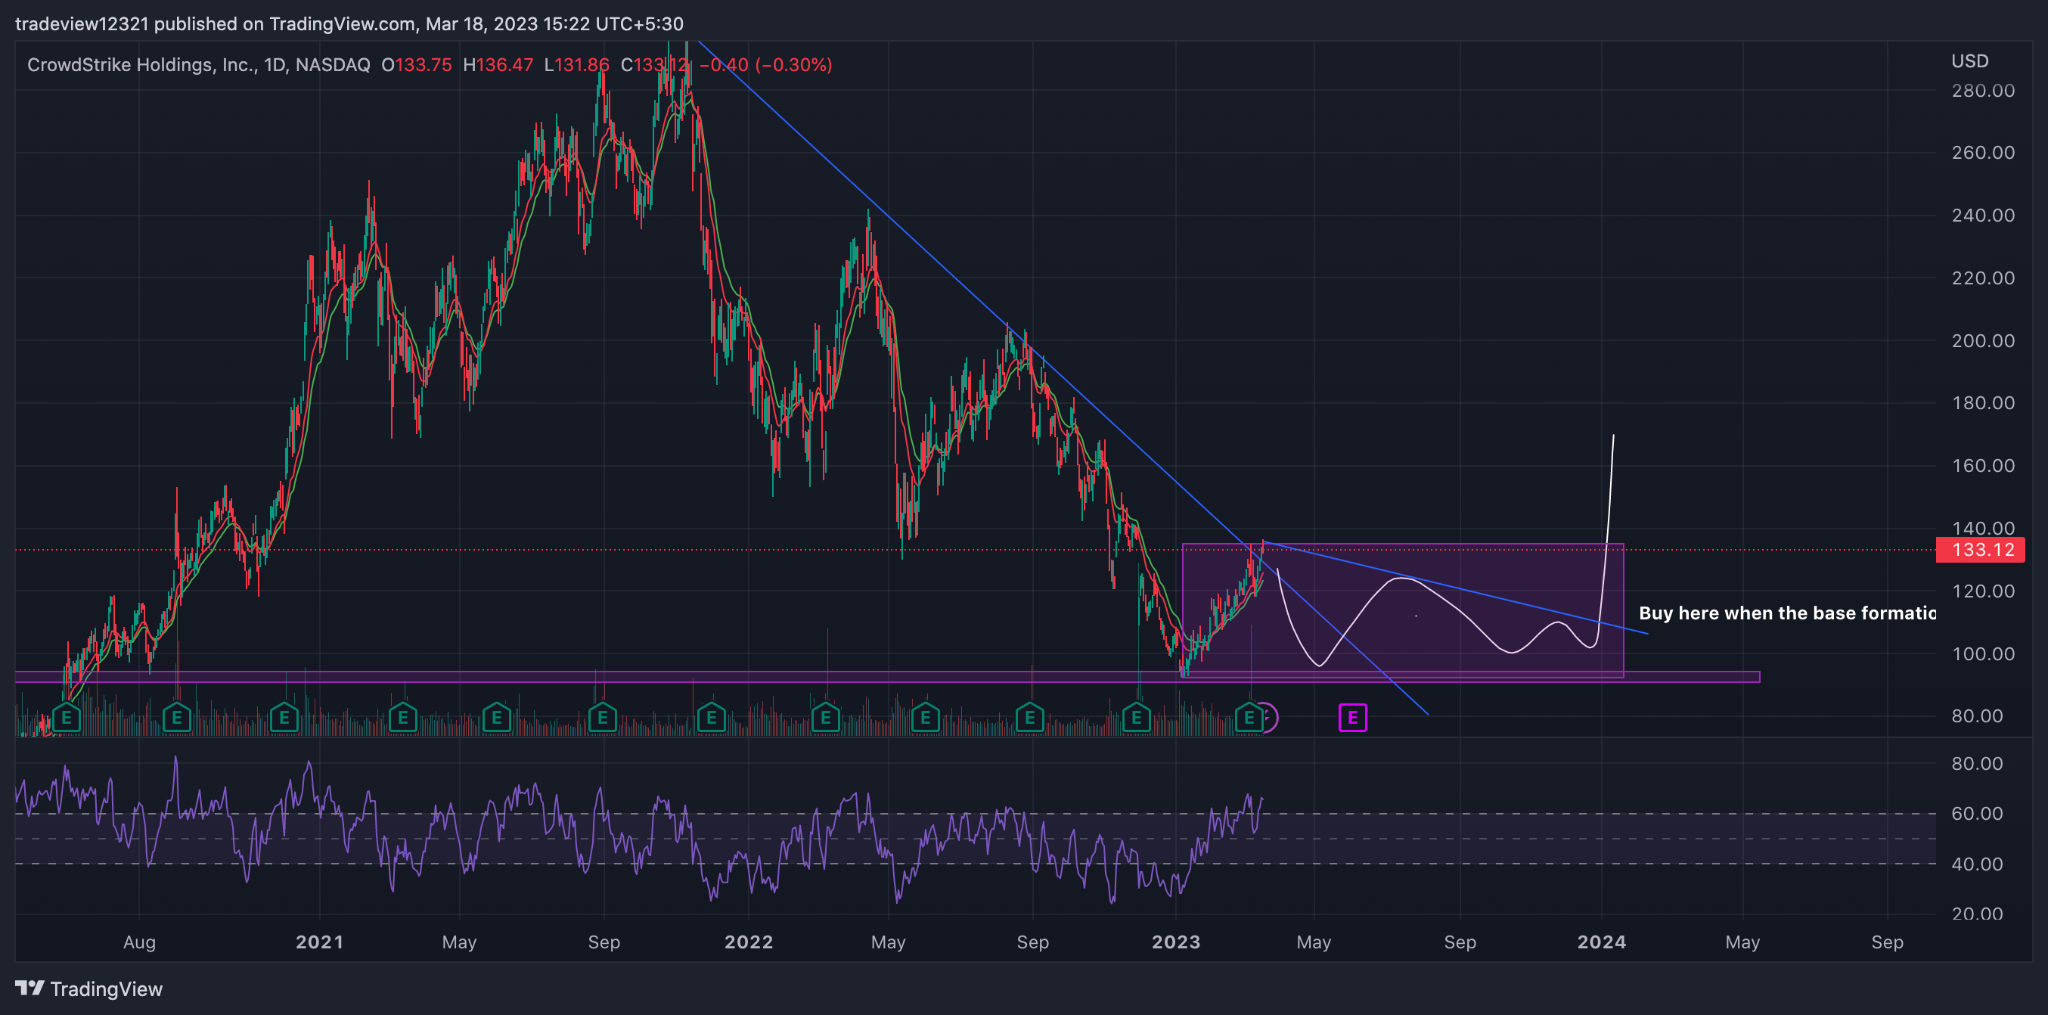 tradeview12321 published on TradingView.com, Mar 18, 2023 15:22 UTC+5:30
CrowdStrike Holdings, Inc., 1D, NASDAQ O133.75 H136.47 L131.86 C133.12 −0.40 (−0.30%)
USD
280.00
260.00
240.00
220.00
200.00
180.00
160.00
140.00
133.12
120.00
Buy here when the base formatio
100.00
80.00
E E E E E E E E E E E E E
80.00
60.00
40.00
20.00
Aug 2021 May Sep 2022 May Sep 2023 May Sep 2024 May Sep
TradingView